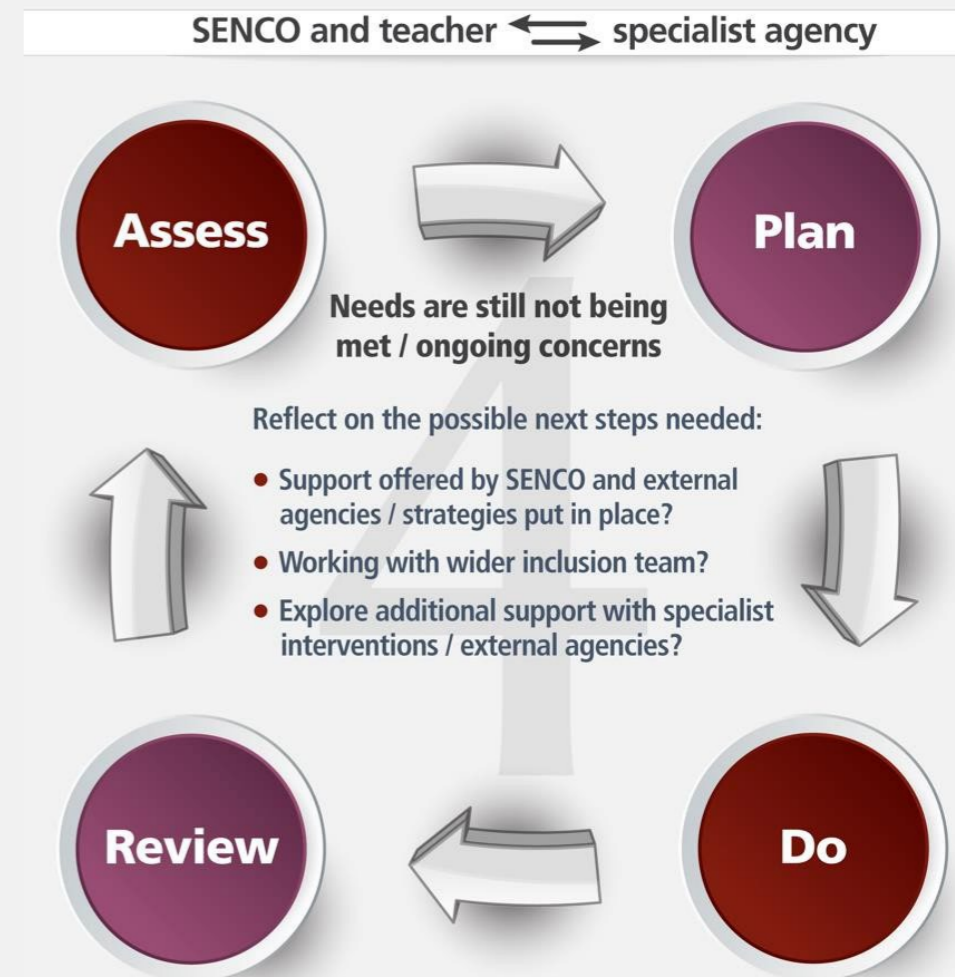 SENCO and teacher specialist agency
Assess
Plan
4
Needs are still not being
met / ongoing concerns
Reflect on the possible next steps needed:
• Support offered by SENCO and external
agencies / strategies put in place?
• Working with wider inclusion team?
• Explore additional support with specialist
interventions / external agencies?
Review
Do